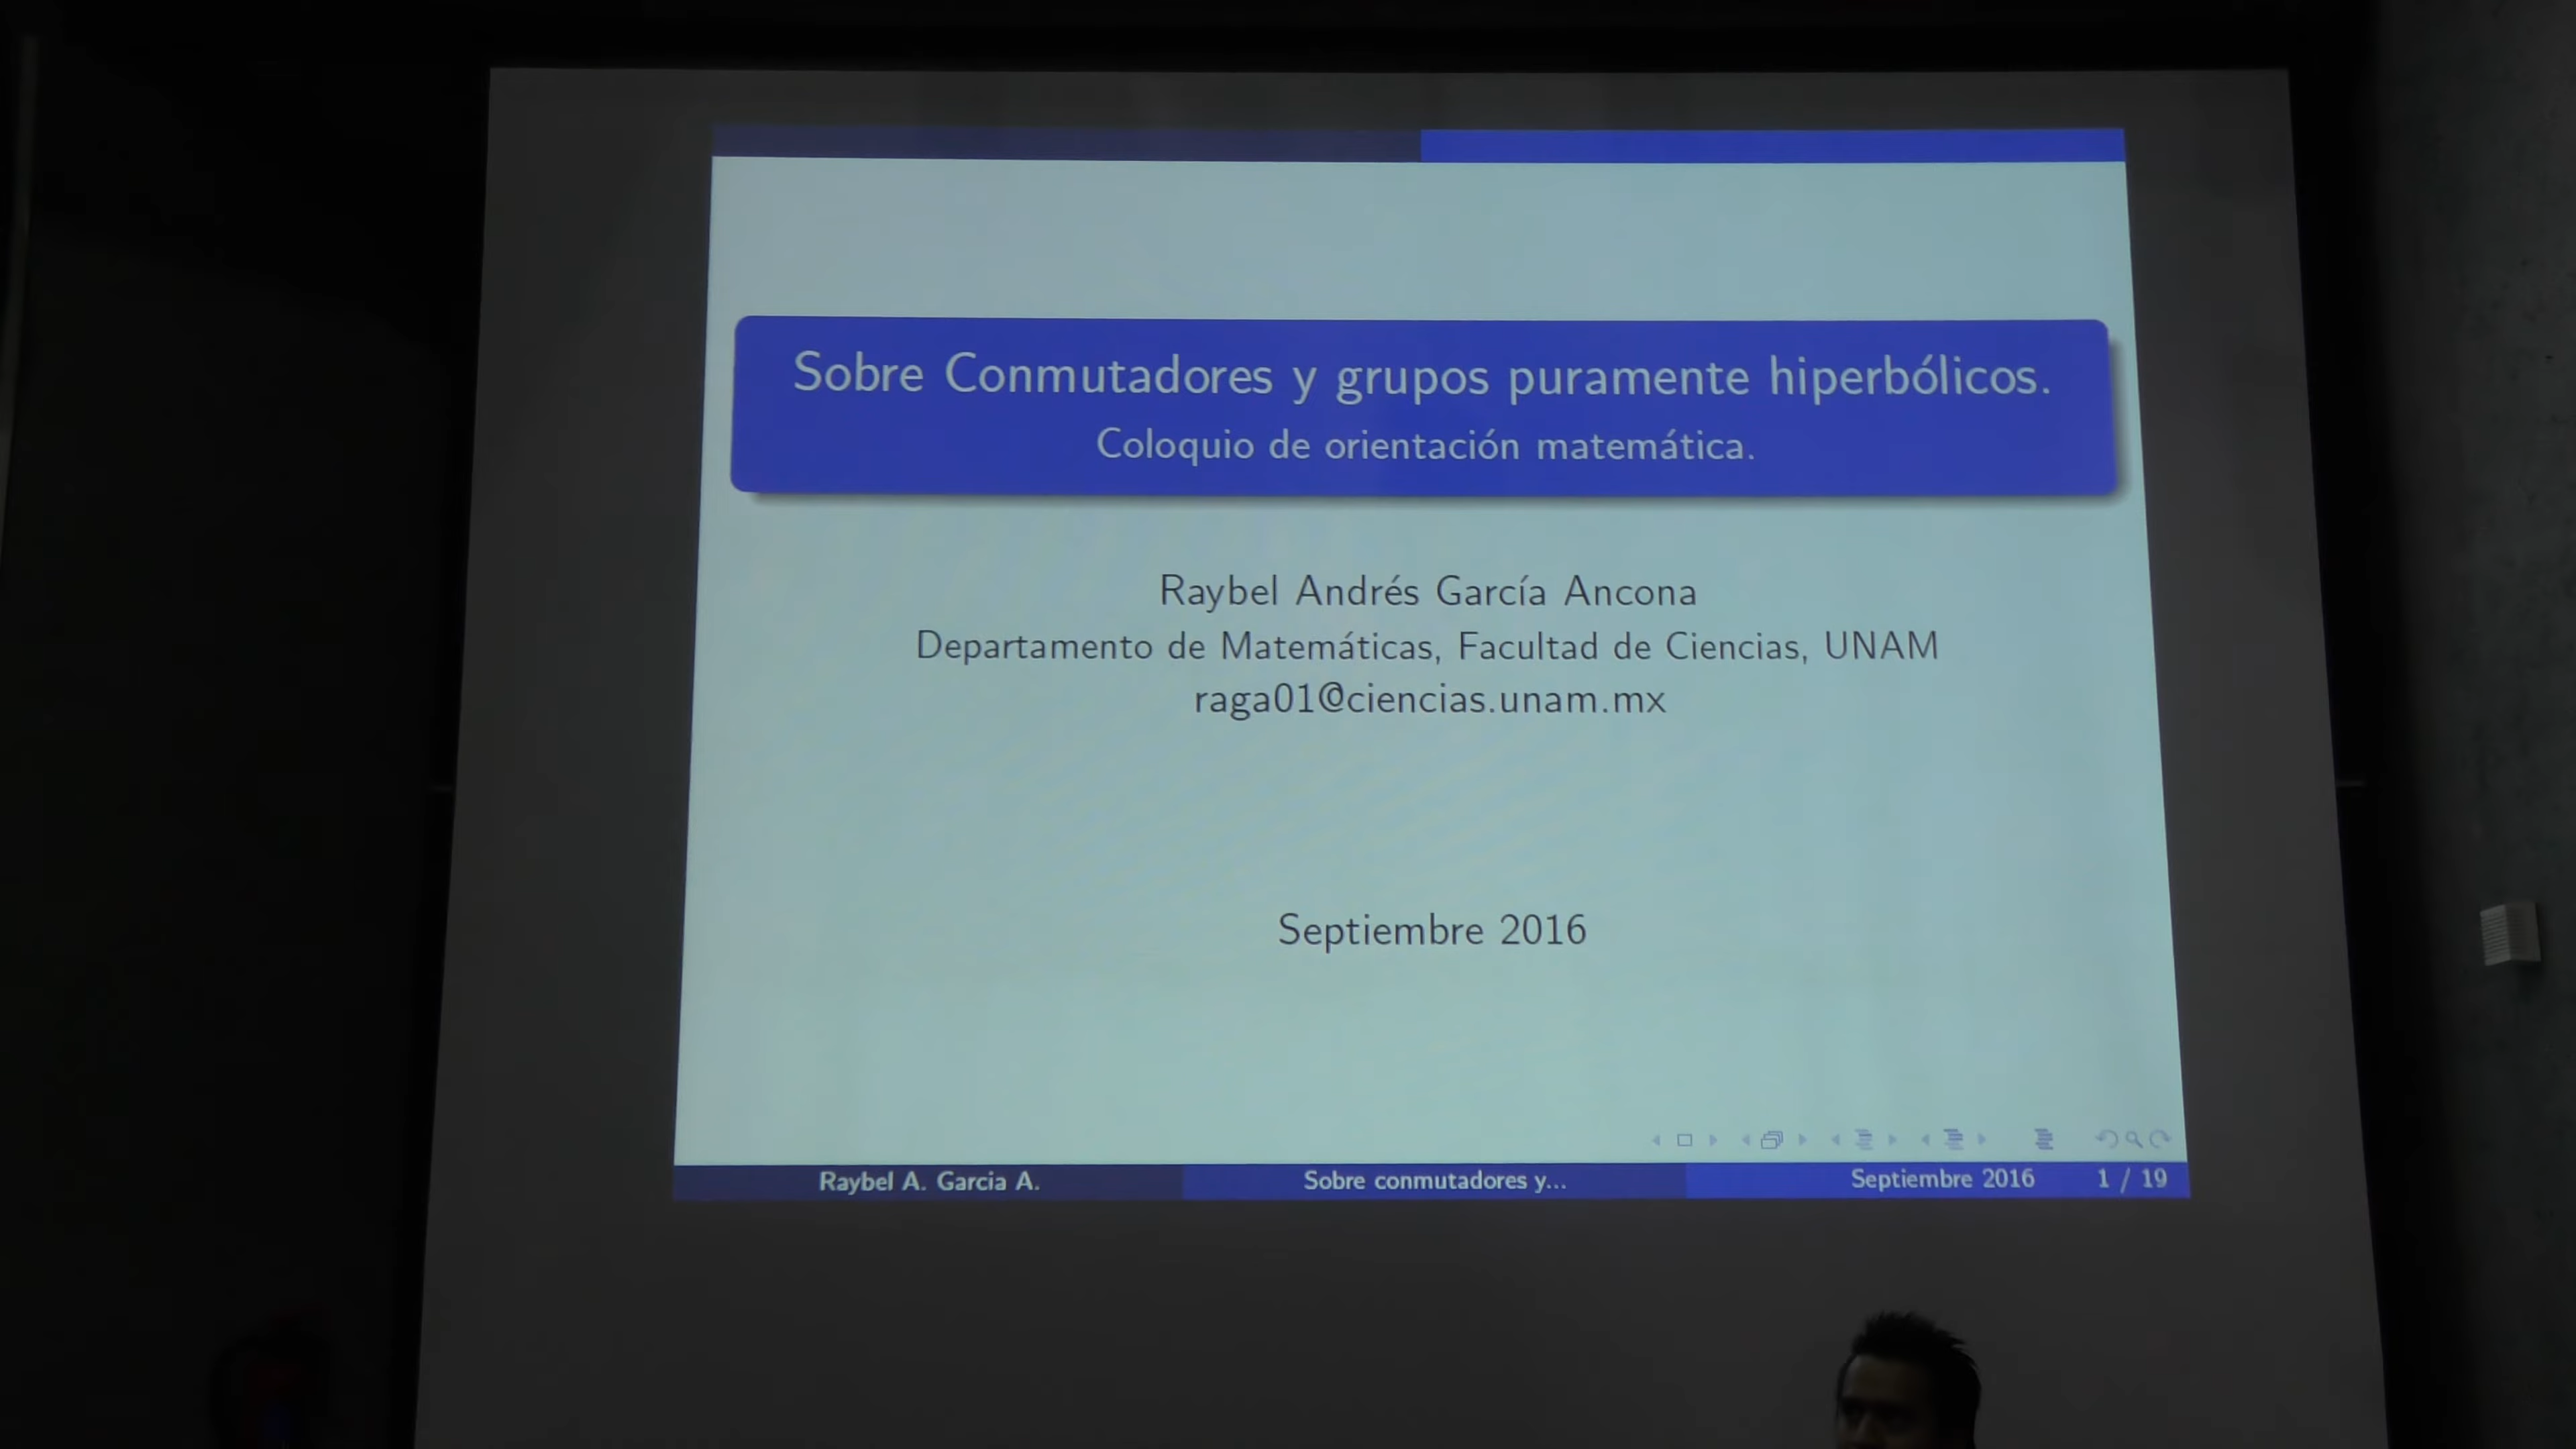 Sobre Conmutadores y grupos puramente hiperbólicos.
Coloquio de orientación matemática.
Raybel Andrés García Ancona
Departamento de Matemáticas, Facultad de Ciencias, UNAM
raga01@ciencias.unam.mx
Septiembre 2016
Raybel A. Garcia A. Sobre conmutadores y... Septiembre 2016 1 / 19